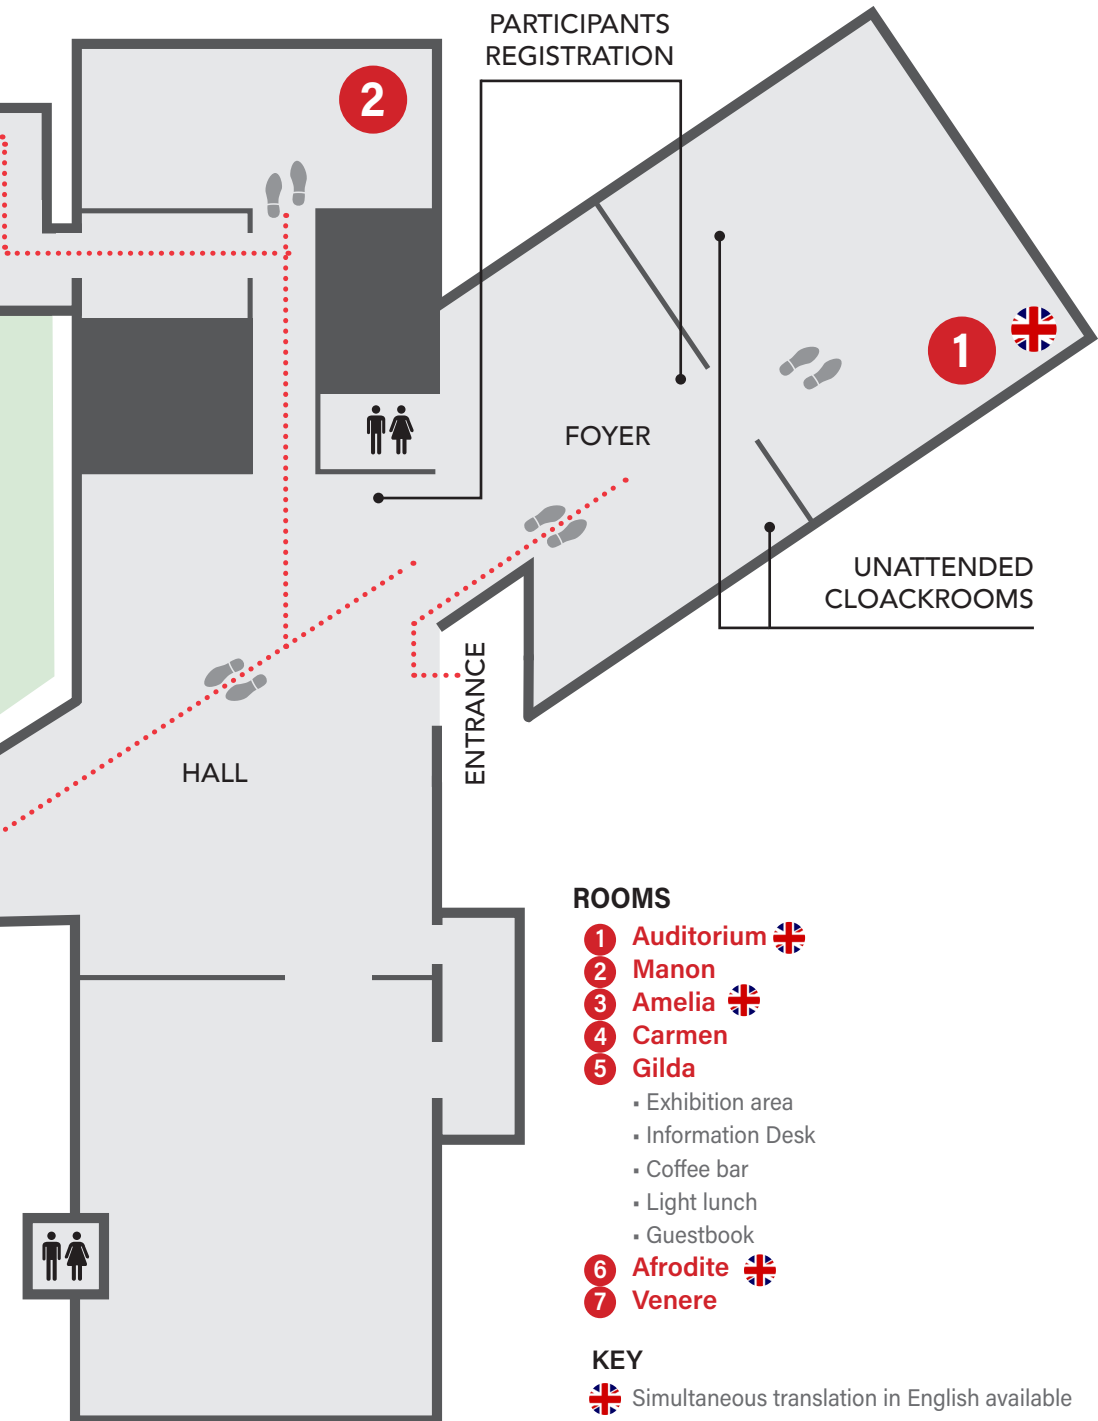 PARTICIPANTS
REGISTRATION
2
1
FOYER
UNATTENDED
CLOACKROOMS
ENTRANCE
HALL
ROOMS
1 Auditorium
2 Manon
3 Amelia
4 Carmen
5 Gilda
▪ Exhibition area
▪ Information Desk
▪ Coffee bar
▪ Light lunch
▪ Guestbook
6 Afrodite
7 Venere
KEY
Simultaneous translation in English available